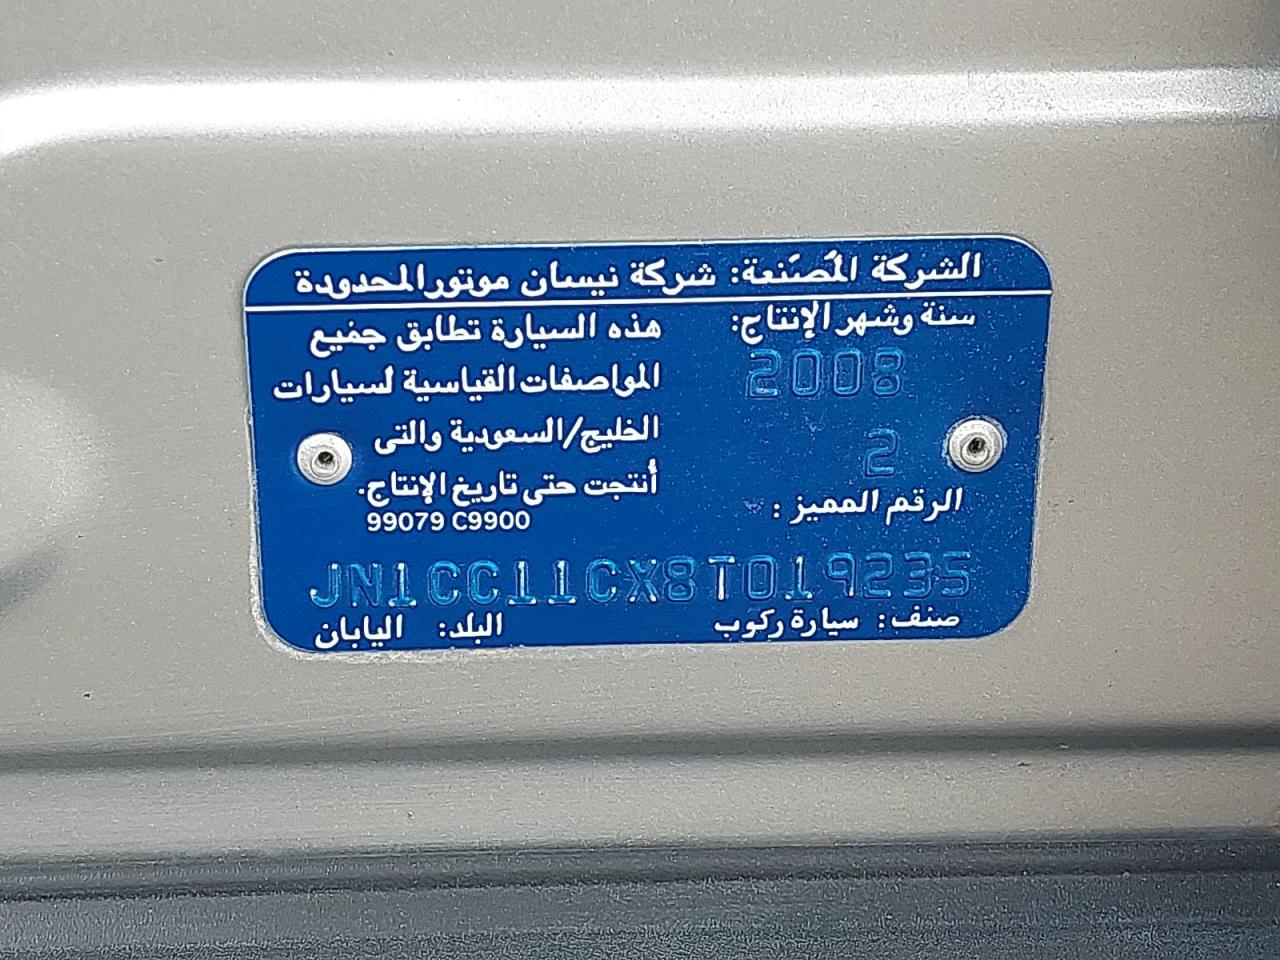 الشركة المُصنّعة: شركة نيسان موتور المحدودة
سنة وشهر الإنتاج:
2008
2
الرقم المميز :
هذه السيارة تطابق جميع
المواصفات القياسية لسيارات
الخليج/السعودية والتى
أُنتجت حتى تاريخ الإنتاج.
99079 C9900
JN1CC11CX8T019235
صنف: سيارة ركوب
البلد: اليابان